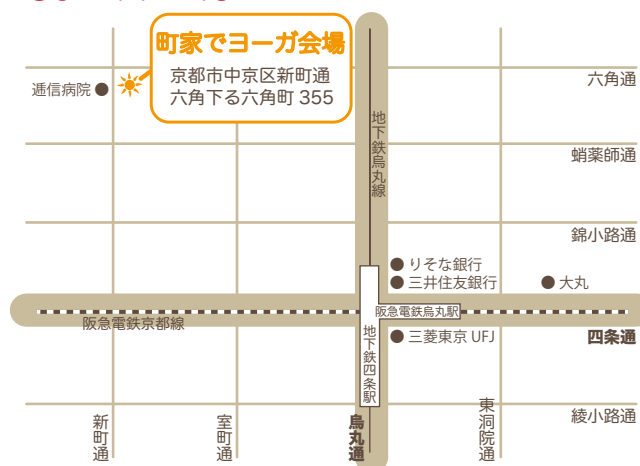 町家でヨーガ会場
京都市中京区新町通
六角下る六角町 355
逓信病院
六角通
地下鉄烏丸線
蛸薬師通
錦小路通
りそな銀行
三井住友銀行
大丸
阪急電鉄烏丸駅
阪急電鉄京都線
地下鉄四条駅
三菱東京 UFJ
四条通
綾小路通
新町通
室町通
烏丸通
東洞院通